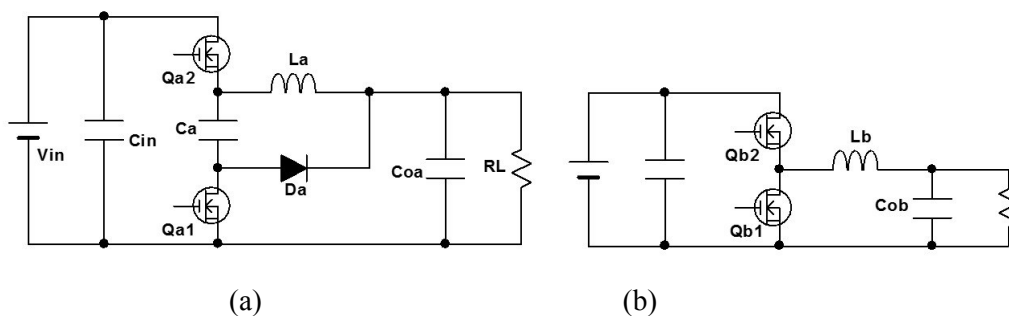 Qa2
La
Vin
Cin
Ca
Da
Coa
RL
Qa1
Qb2
Lb
Qb1
Cob
(a)
(b)